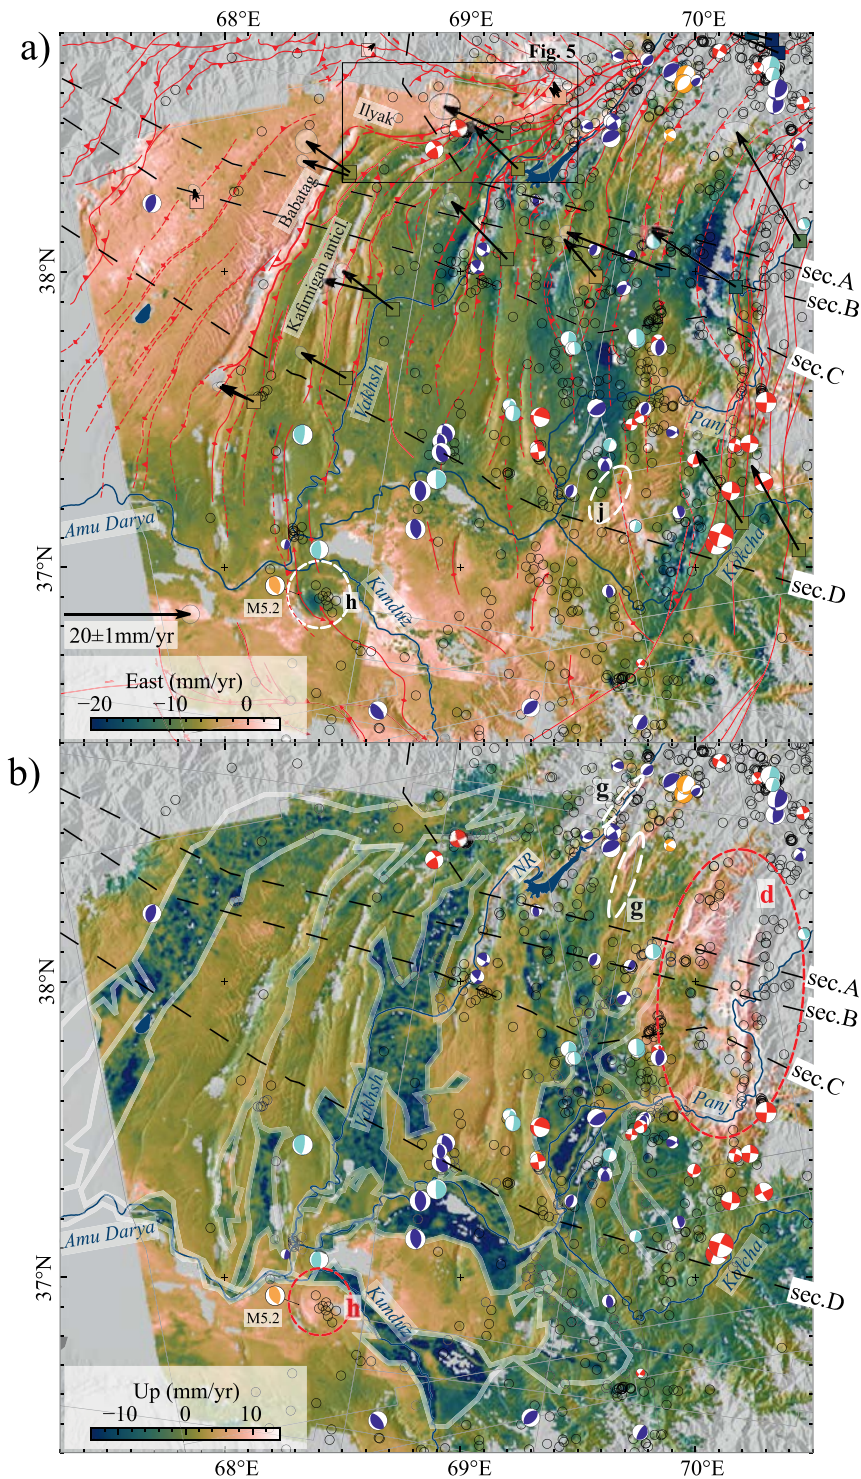 68°E
69°E
70°E
a)
Fig. 5
Ilyak
Babatag
Kafirnigan anticl.
38°N
sec.A
sec.B
sec.C
Vakhsh
Panj
j
Amu Darya
37°N
Kokcha
sec.D
h
M5.2
Kunduz
20±1mm/yr
East (mm/yr)
−20 −10 0
b)
g
NR
g
d
38°N
sec.A
sec.B
sec.C
Vakhsh
Panj
Amu Darya
37°N
Kokcha
sec.D
h
M5.2
Kunduz
Up (mm/yr)
−10 0 10
68°E
69°E
70°E